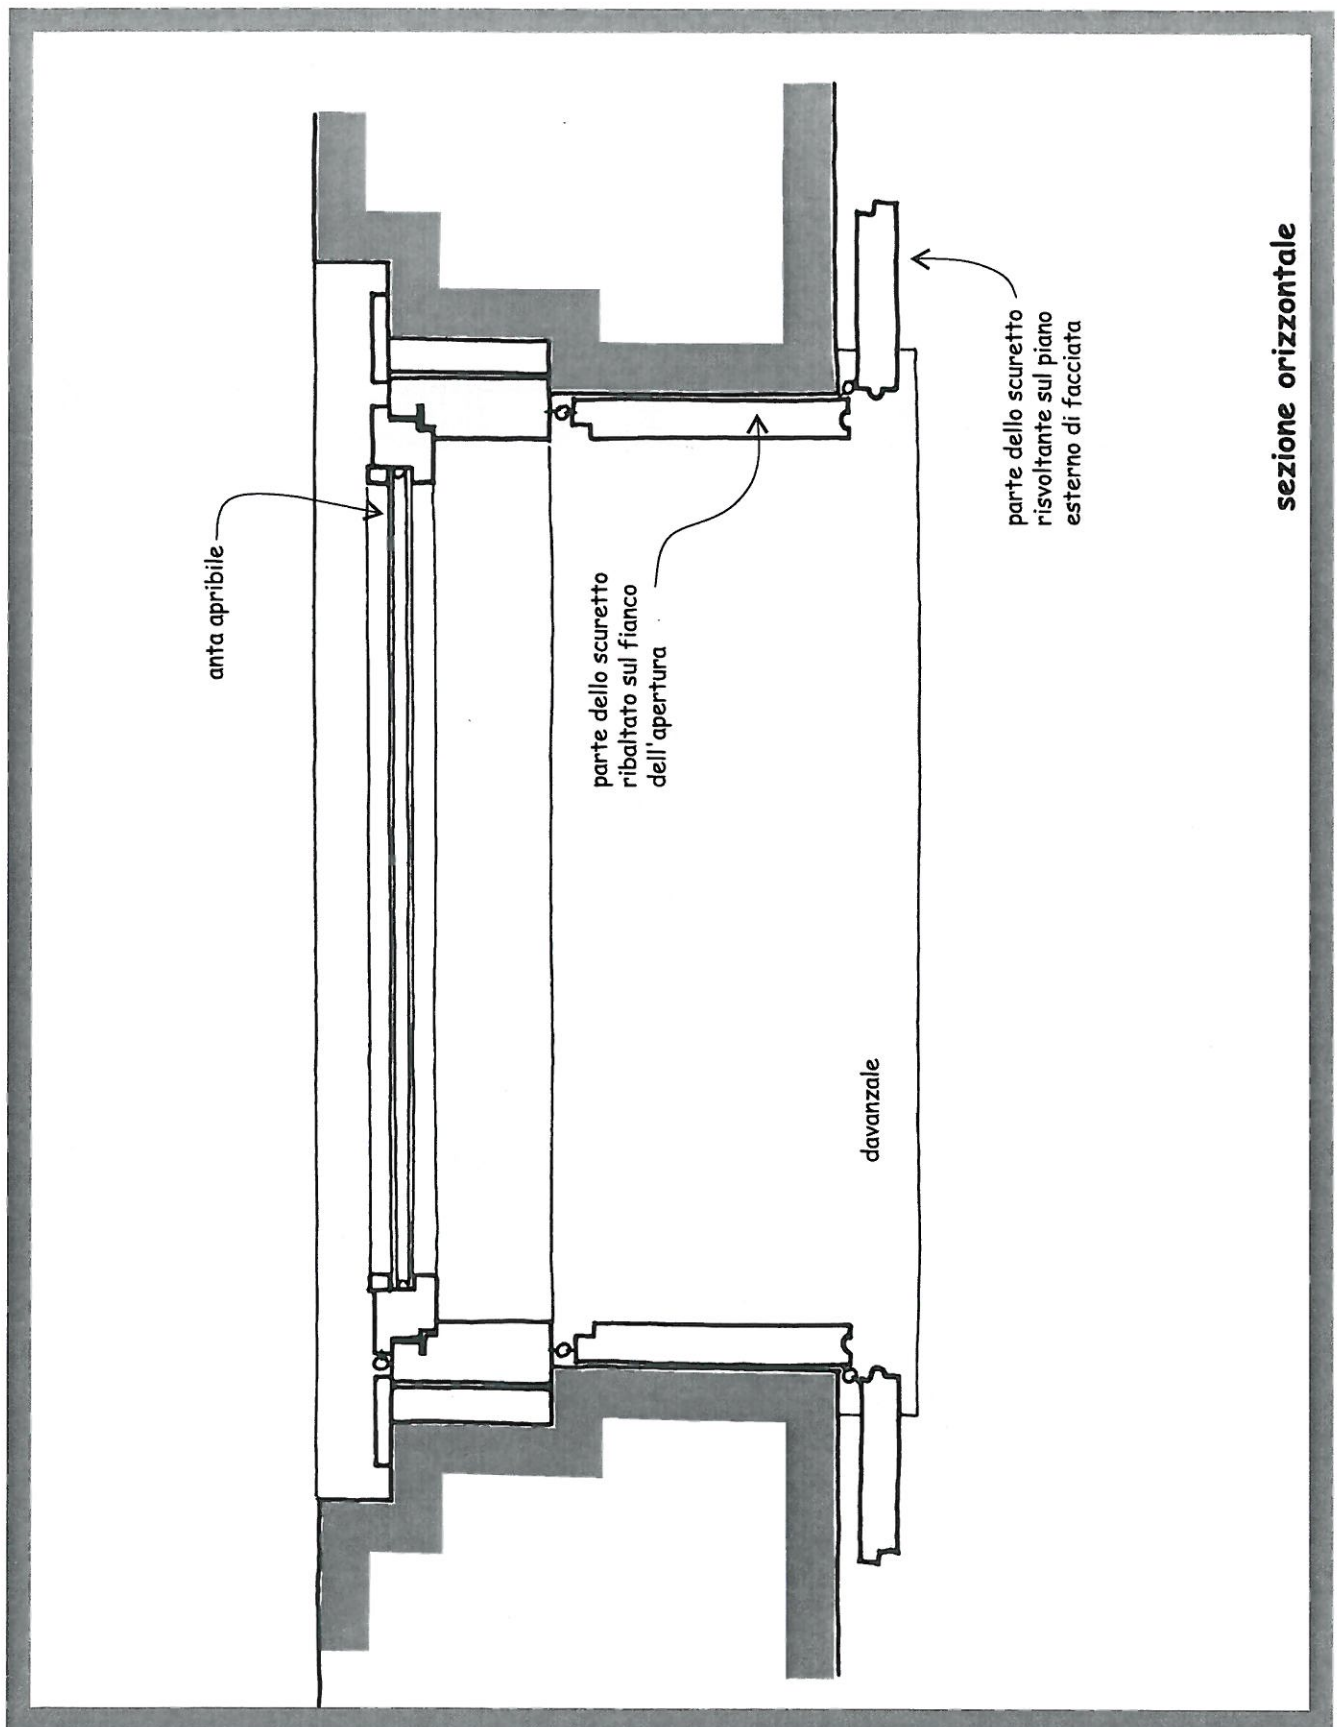 anta apribile
parte dello scuretto
ribaltato sul fianco
dell'apertura
davanzale
parte dello scuretto
risvoltante sul piano
esterno di facciata
sezione orizzontale